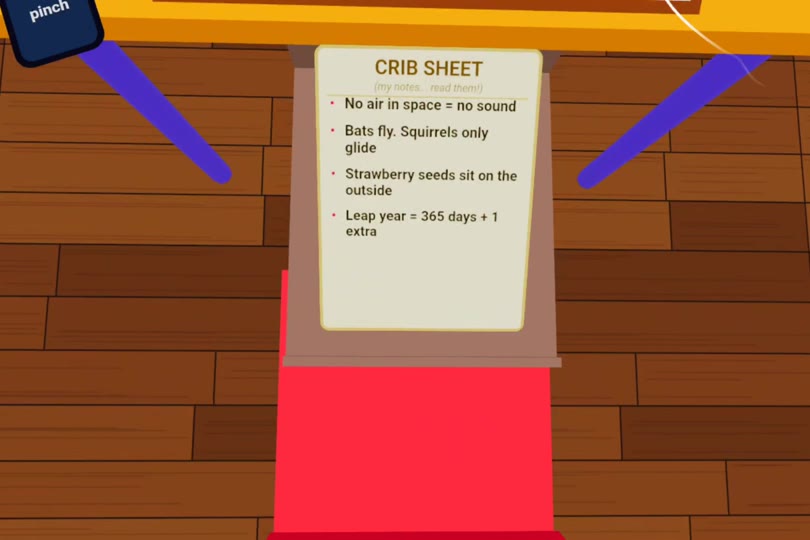 pinch
CRIB SHEET
(my notes... read them!)
• No air in space = no sound
• Bats fly. Squirrels only
glide
• Strawberry seeds sit on the
outside
• Leap year = 365 days + 1
extra